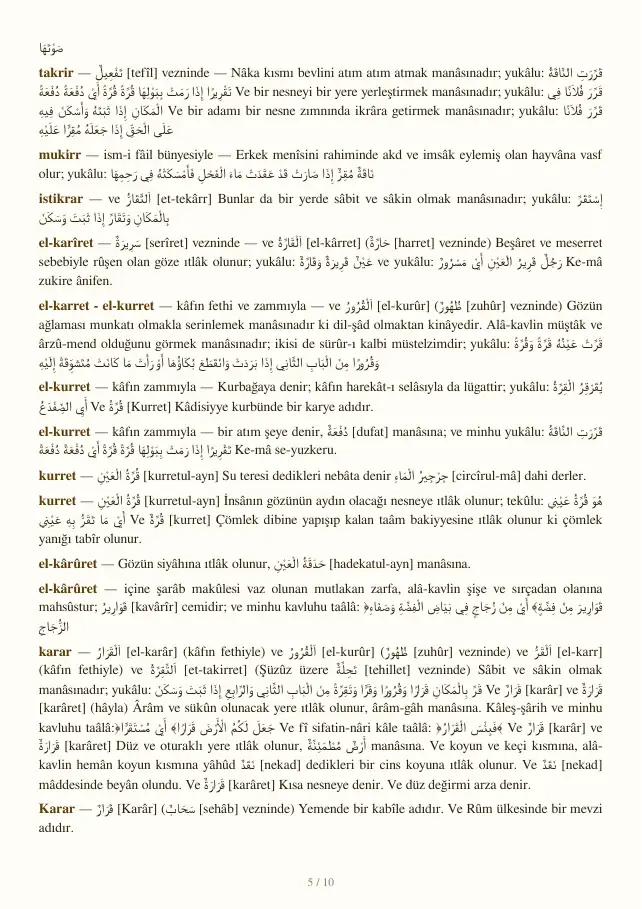 صَوْتَهَا
takrir — تَفْعِيلٌ [tefîl] vezninde — Nâka kısmı bevlini atım atım atmak manâsınadır; yukâlu: قَرَّرَتِ النَّاقَةُ
تَقْرِيرًا إِذَا رَمَتْ بِبَوْلِهَا قُرَّةً قُرَّةً أَيْ دُفْعَةً دُفْعَةً Ve bir nesneyi bir yere yerleştirmek manâsınadır; yukâlu: قَرَّرَ فُلَانًا فِي
الْمَكَانِ إِذَا ثَبَّتَهُ وَأَسْكَنَ فِيهِ Ve bir adamı bir nesne zımnında ikrâra getirmek manâsınadır; yukâlu: قَرَّرَ فُلَانًا
عَلَى الْحَقِّ إِذَا جَعَلَهُ مُقِرًّا عَلَيْهِ
mukirr — ism-i fâil bünyesiyle — Erkek menîsini rahiminde akd ve imsâk eylemiş olan hayvâna vasf
olur; yukâlu: نَاقَةٌ مُقِرٌّ إِذَا صَارَتْ قَدْ عَقَدَتْ مَاءَ الْفَحْلِ فَأَمْسَكَتْهُ فِي رَحِمِهَا
istikrar — ve اَلتَّقَارُّ [et-tekârr] Bunlar da bir yerde sâbit ve sâkin olmak manâsınadır; yukâlu: إِسْتَقَرَّ
بِالْمَكَانِ وَتَقَارَّ إِذَا ثَبَتَ وَسَكَنَ
el-karîret — سَرِيرَةٌ [serîret] vezninde — ve اَلْقَارَّةُ [el-kârret] (حَارَّةٌ [harret] vezninde) Beşâret ve meserret
sebebiyle rûşen olan göze ıtlâk olunur; yukâlu: عَيْنٌ قَرِيرَةٌ وَقَارَّةٌ ve yukâlu: رَجُلٌ قَرِيرُ الْعَيْنِ أَيْ مَسْرُورٌ Ke-mâ
zukire ânifen.
el-karret - el-kurret — kâfın fethi ve zammıyla — ve اَلْقُرُورُ [el-kurûr] (ظُهُورٌ [zuhûr] vezninde) Gözün
ağlaması munkatı olmakla serinlemek manâsınadır ki dil-şâd olmaktan kinâyedir. Alâ-kavlin müştâk ve
ârzû-mend olduğunu görmek manâsınadır; ikisi de sürûr-ı kalbi müstelzimdir; yukâlu: قَرَّتْ عَيْنُهُ قَرَّةً وَقُرَّةً
وَقُرُورًا مِنَ الْبَابِ الثَّانِي إِذَا بَرَدَتْ وَانْقَطَعَ بُكَاؤُهَا أَوْ رَأَتْ مَا كَانَتْ مُتَشَوِّقَةً إِلَيْهِ
el-kurret — kâfın zammıyla — Kurbağaya denir; kâfın harekât-ı selâsıyla da lügattir; yukâlu: يُقَرْقِرُ الْقِرَّةُ
أَيِ الضِّفْدَعُ Ve قُرَّةُ [Kurret] Kâdisiyye kurbünde bir karye adıdır.
el-kurret — kâfın zammıyla — bir atım şeye denir, دُفْعَةٌ [dufat] manâsına; ve minhu yukâlu: قَرَّرَتِ النَّاقَةُ
تَقْرِيرًا إِذَا رَمَتْ بِبَوْلِهَا قُرَّةً قُرَّةً أَيْ دُفْعَةً دُفْعَةً Ke-mâ se-yuzkeru.
kurret — قُرَّةُ الْعَيْنِ [kurretul-ayn] Su teresi dedikleri nebâta denir جِرْجِيرُ الْمَاءِ [circîrul-mâ] dahi derler.
kurret — قُرَّةُ الْعَيْنِ [kurretul-ayn] İnsânın gözünün aydın olacağı nesneye ıtlâk olunur; tekûlu: هُوَ قُرَّةُ عَيْنِي
أَيْ مَا تَقَرُّ بِهِ عَيْنِي Ve قُرَّةٌ [kurret] Çömlek dibine yapışıp kalan taâm bakiyyesine ıtlâk olunur ki çömlek
yanığı tabîr olunur.
el-kârûret — Gözün siyâhına ıtlâk olunur, حَدَقَةُ الْعَيْنِ [hadekatul-ayn] manâsına.
el-kârûret — içine şarâb makûlesi vaz olunan mutlakan zarfa, alâ-kavlin şişe ve sırçadan olanına
mahsûstur; قَوَارِيرُ [kavârîr] cemidir; ve minhu kavluhu taâlâ: ﴿قَوَارِيرَ مِنْ فِضَّةٍ﴾ أَيْ مِنْ زُجَاجٍ فِي بَيَاضِ الْفِضَّةِ وَصَفَاءِ
الزُّجَاجِ
karar — اَلْقَرَارُ [el-karâr] (kâfın fethiyle) ve اَلْقُرُورُ [el-kurûr] (ظُهُورٌ [zuhûr] vezninde) ve اَلْقَرُّ [el-karr]
(kâfın fethiyle) ve اَلتَّقِرَّةُ [et-takirret] (Şüzûz üzere تَحِلَّةٌ [tehillet] vezninde) Sâbit ve sâkin olmak
manâsınadır; yukâlu: قَرَّ بِالْمَكَانِ قَرَارًا وَقُرُورًا وَقَرًّا وَتَقِرَّةً مِنَ الْبَابِ الثَّانِي وَالرَّابِعِ إِذَا ثَبَتَ وَسَكَنَ Ve قَرَارٌ [karâr] ve قَرَارَةٌ
[karâret] (hâyla) Ârâm ve sükûn olunacak yere ıtlâk olunur, ârâm-gâh manâsına. Kâleş-şârih ve minhu
kavluhu taâlâ: ﴿جَعَلَ لَكُمُ الْأَرْضَ قَرَارًا﴾ أَيْ مُسْتَقَرًّا Ve fî sifatin-nâri kâle taâlâ: ﴿فَبِئْسَ الْقَرَارُ﴾ Ve قَرَارٌ [karâr] ve
قَرَارَةٌ [karâret] Düz ve oturaklı yere ıtlâk olunur, أَرْضٌ مُطْمَئِنَّةٌ manâsına. Ve koyun ve keçi kısmına, alâ-
kavlin hemân koyun kısmına yâhûd نَقَدٌ [nekad] dedikleri bir cins koyuna ıtlâk olunur. Ve نَقَدٌ [nekad]
mâddesinde beyân olundu. Ve قَرَارَةٌ [karâret] Kısa nesneye denir. Ve düz değirmi arza denir.
Karar — قَرَارٌ [Karâr] (سَحَابٌ [sehâb] vezninde) Yemende bir kabîle adıdır. Ve Rûm ülkesinde bir mevzi
adıdır.
5 / 10